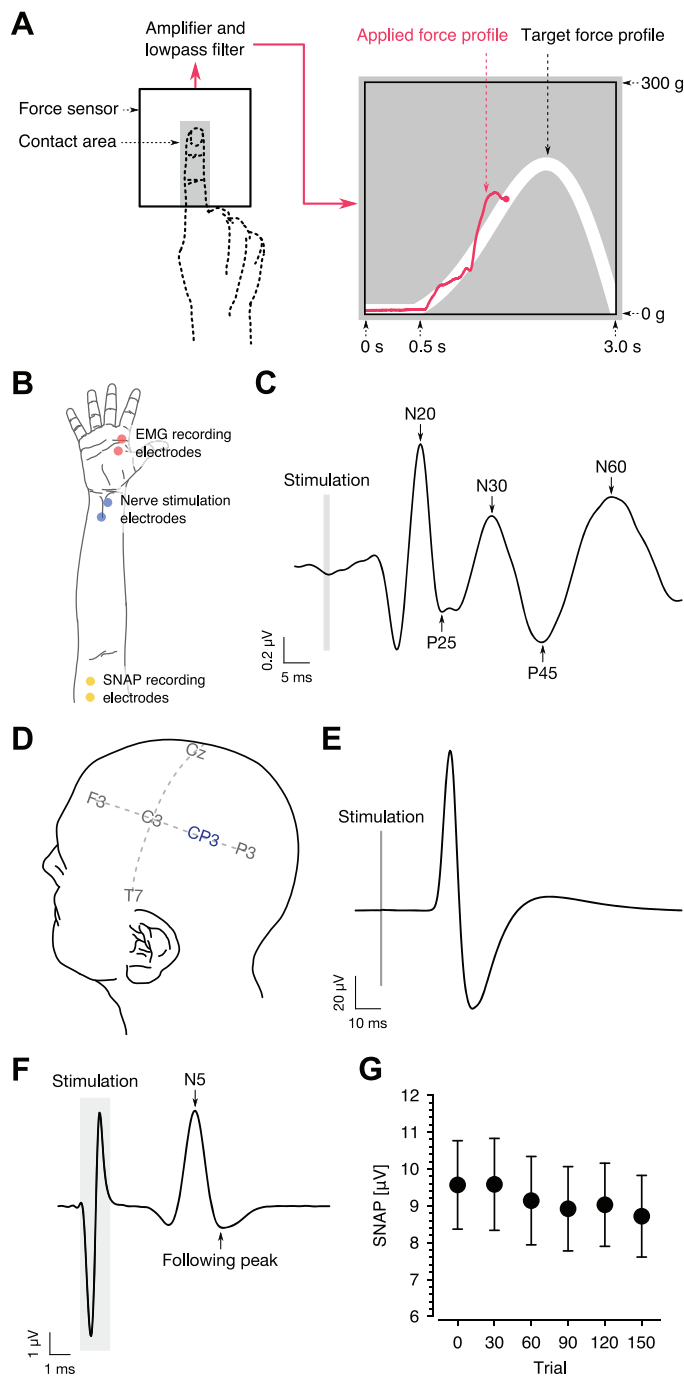 A
Amplifier and
lowpass filter
Force sensor
Contact area
Applied force profile
Target force profile
300 g
0 g
0 s
0.5 s
3.0 s
B
EMG recording
electrodes
Nerve stimulation
electrodes
SNAP recording
electrodes
C
Stimulation
N20
N30
N60
P25
P45
0.2 µV
5 ms
D
Cz
F3
C3
CP3
P3
T7
E
Stimulation
20 µV
10 ms
F
Stimulation
N5
Following peak
1 µV
1 ms
G
SNAP [µV]
12
11
10
9
8
7
6
0 30 60 90 120 150
Trial